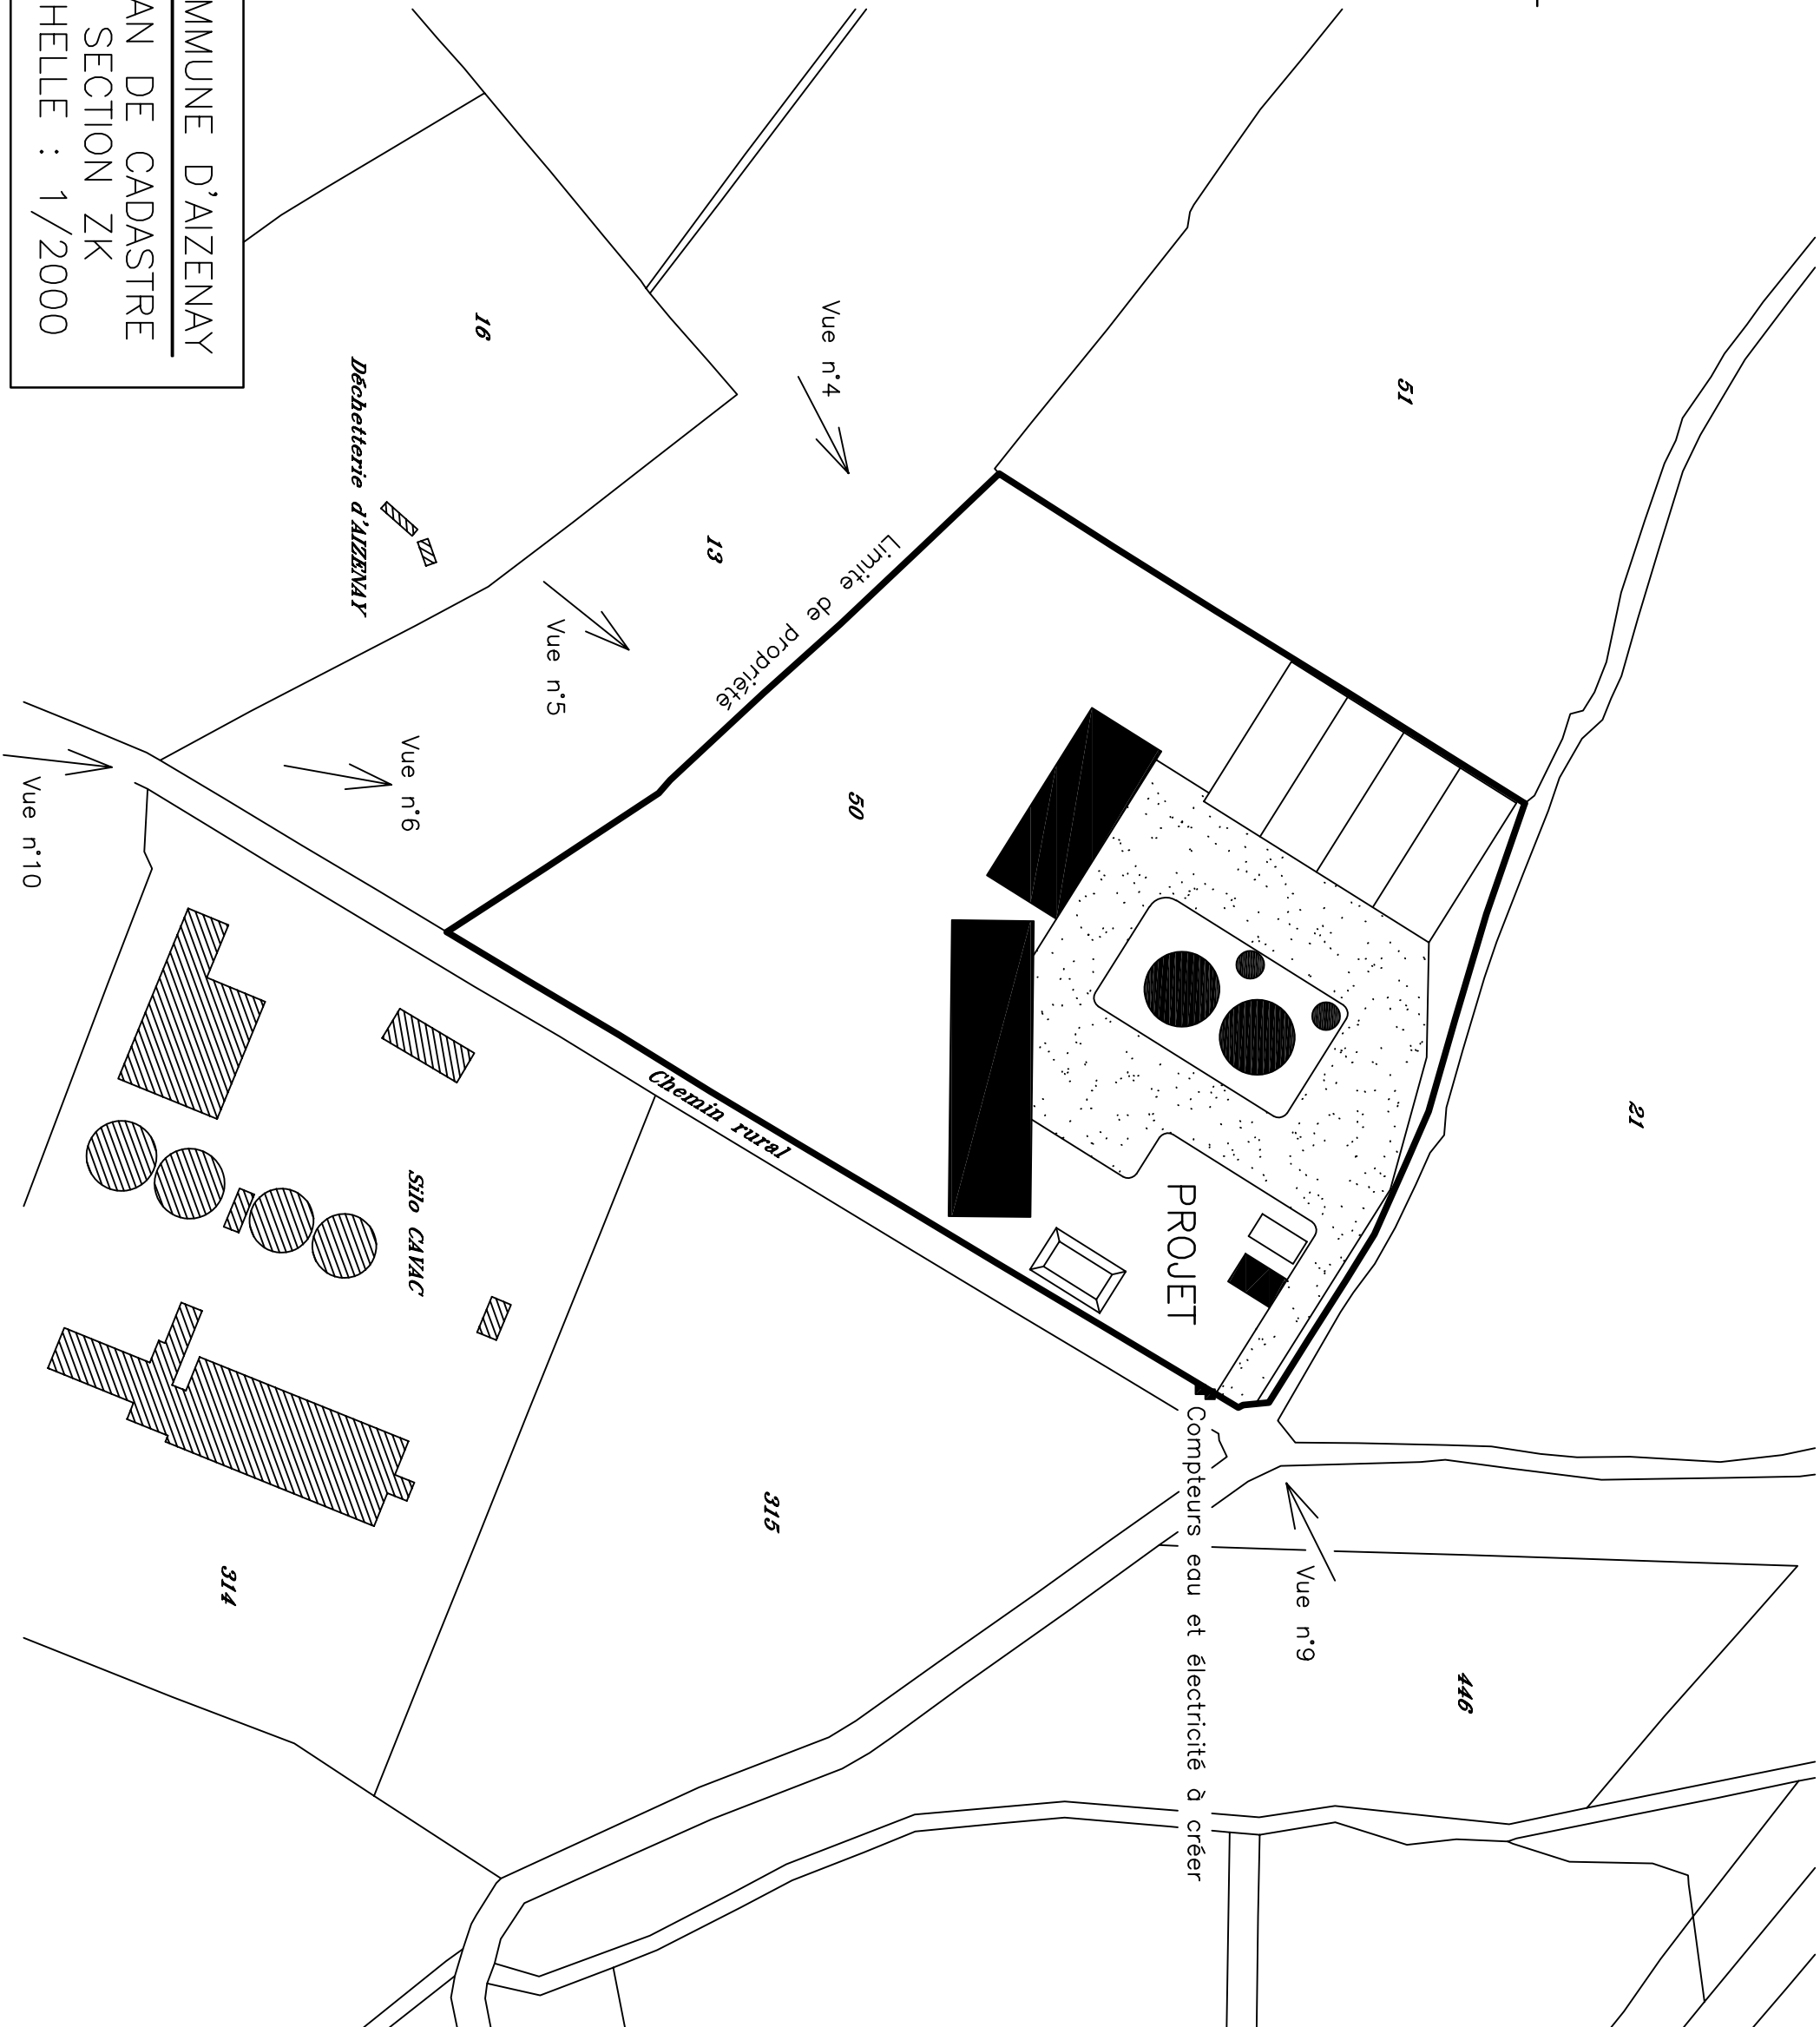 MMUNE D'AIZENAY
AN DE CADASTRE
SECTION ZK
HELLE : 1/2000
51
21
Vue n°4
16
Déchetterie d'AIZENAY
13
Limite de propriété
Vue n°5
Vue n°6
Vue n°10
50
Chemin rural
PROJET
Silo CAVAC
Compteurs eau et électricité à créer
Vue n°9
315
314
446